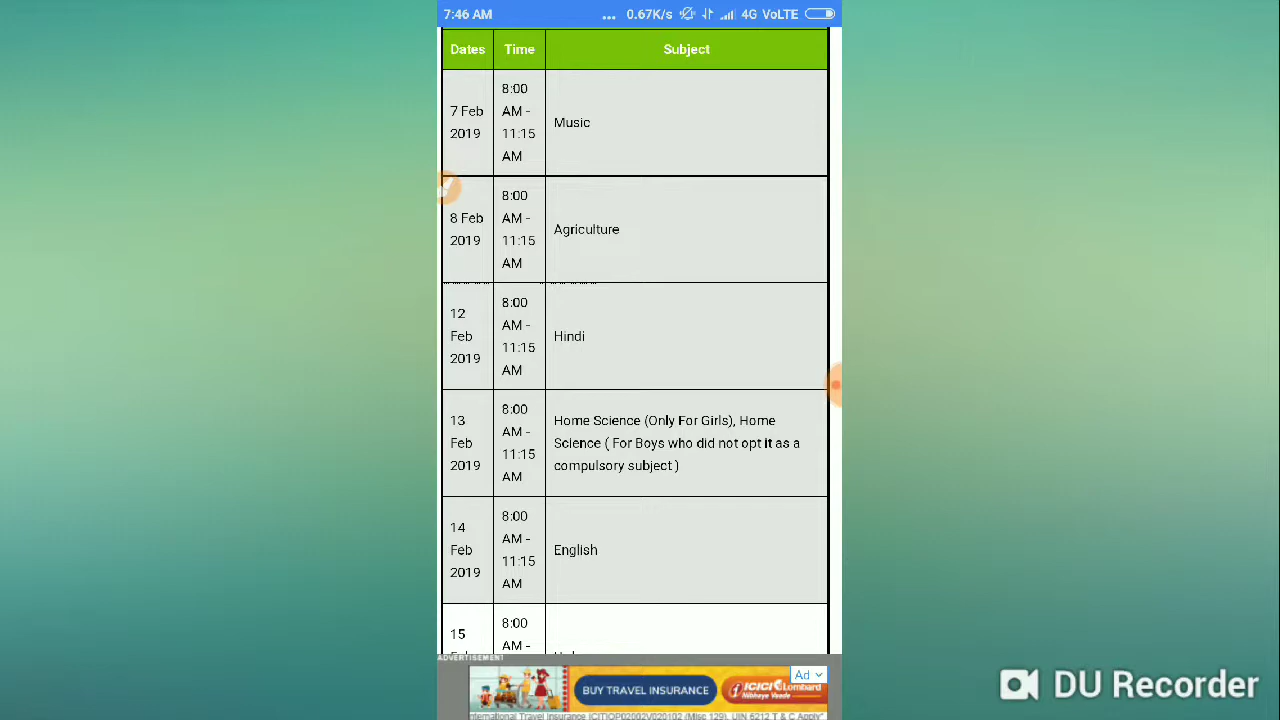 7:46 AM ... 0.67K/s 4G VoLTE
Dates Time Subject
7 Feb
2019
8:00
AM -
11:15
AM
Music
8 Feb
2019
8:00
AM -
11:15
AM
Agriculture
12
Feb
2019
8:00
AM -
11:15
AM
Hindi
13
Feb
2019
8:00
AM -
11:15
AM
Home Science (Only For Girls), Home
Science ( For Boys who did not opt it as a
compulsory subject )
14
Feb
2019
8:00
AM -
11:15
AM
English
15
8:00
AM -
ADVERTISEMENT
Ad
BUY TRAVEL INSURANCE
ICICI Lombard
Nibhaye Vaade
DU Recorder